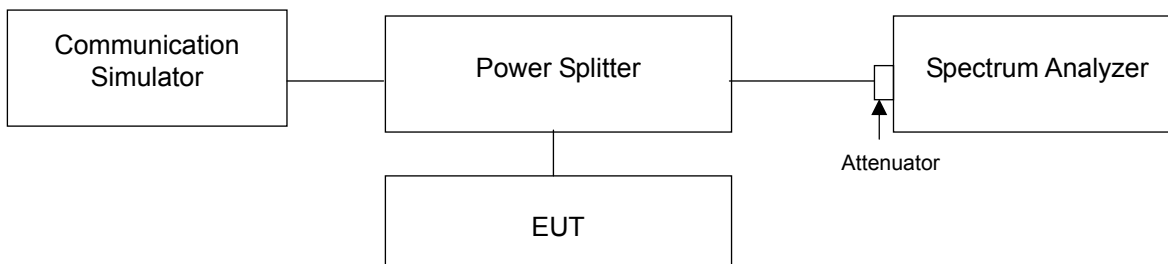 Communication
Simulator
Power Splitter
Spectrum Analyzer
Attenuator
EUT